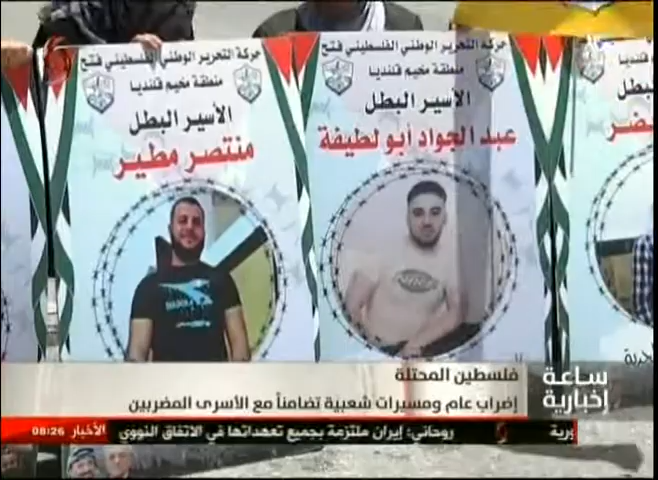 حركة التحرير الوطني الفلسطيني فتح
منطقة مخيم قلنديا
الأسير البطل
منتصر مطير
حركة التحرير الوطني الفلسطيني فتح
منطقة مخيم قلنديا
الأسير البطل
عبد الجواد أبو لطيفة
البطل
ساعة
إخبارية
فلسطين المحتلة
إضراب عام ومسيرات شعبية تضامناً مع الأسرى المضربين
روحاني: إيران ملتزمة بجميع تعهداتها في الاتفاق النووي
الأخبار 08:26